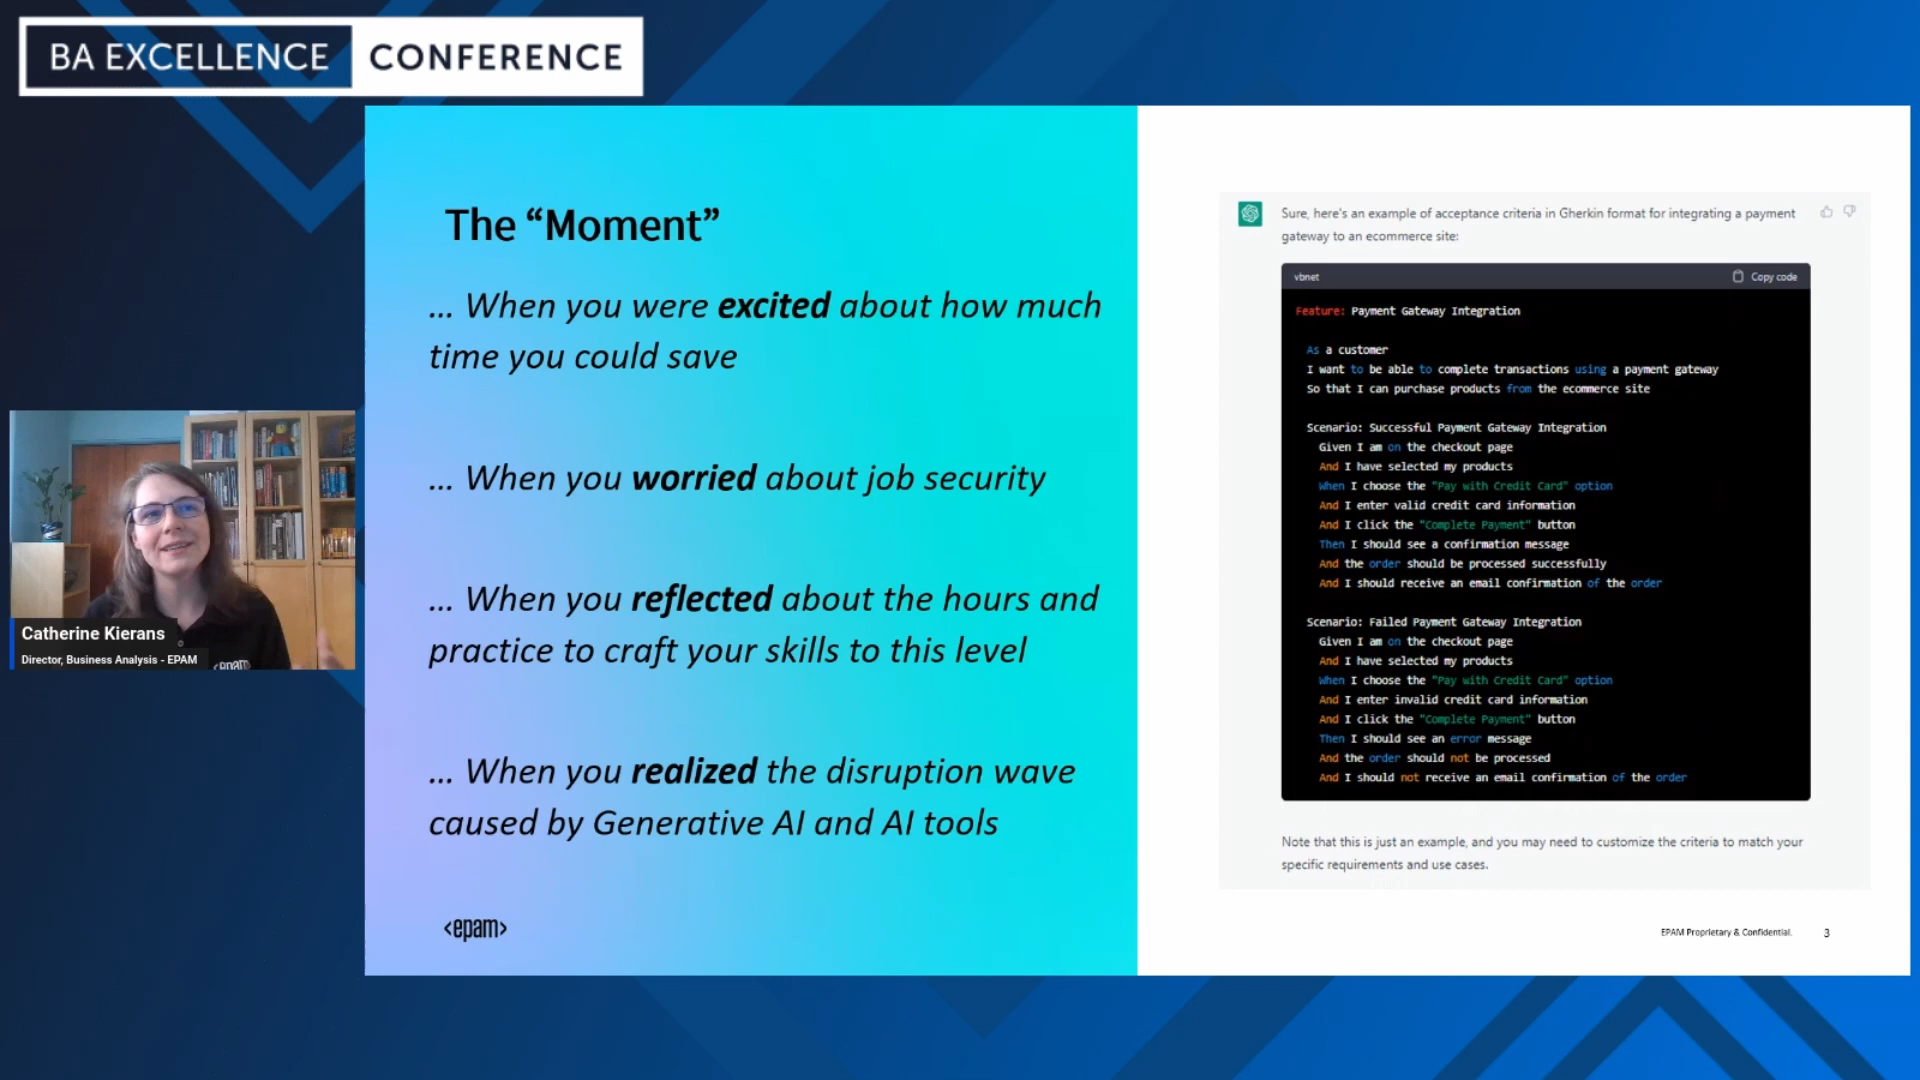 BA EXCELLENCE CONFERENCE
The “Moment”
... When you were excited about how much
time you could save
... When you worried about job security
... When you reflected about the hours and
practice to craft your skills to this level
... When you realized the disruption wave
caused by Generative AI and AI tools
<epam>
Sure, here's an example of acceptance criteria in Gherkin format for integrating a payment
gateway to an ecommerce site:
vbnet
Copy code
Feature: Payment Gateway Integration
As a customer
I want to be able to complete transactions using a payment gateway
So that I can purchase products from the ecommerce site
Scenario: Successful Payment Gateway Integration
Given I am on the checkout page
And I have selected my products
When I choose the "Pay with Credit Card" option
And I enter valid credit card information
And I click the "Complete Payment" button
Then I should see a confirmation message
And the order should be processed successfully
And I should receive an email confirmation of the order
Scenario: Failed Payment Gateway Integration
Given I am on the checkout page
And I have selected my products
When I choose the "Pay with Credit Card" option
And I enter invalid credit card information
And I click the "Complete Payment" button
Then I should see an error message
And the order should not be processed
And I should not receive an email confirmation of the order
Note that this is just an example, and you may need to customize the criteria to match your
specific requirements and use cases.
EPAM Proprietary & Confidential.
3
Catherine Kierans
Director, Business Analysis - EPAM
<epam